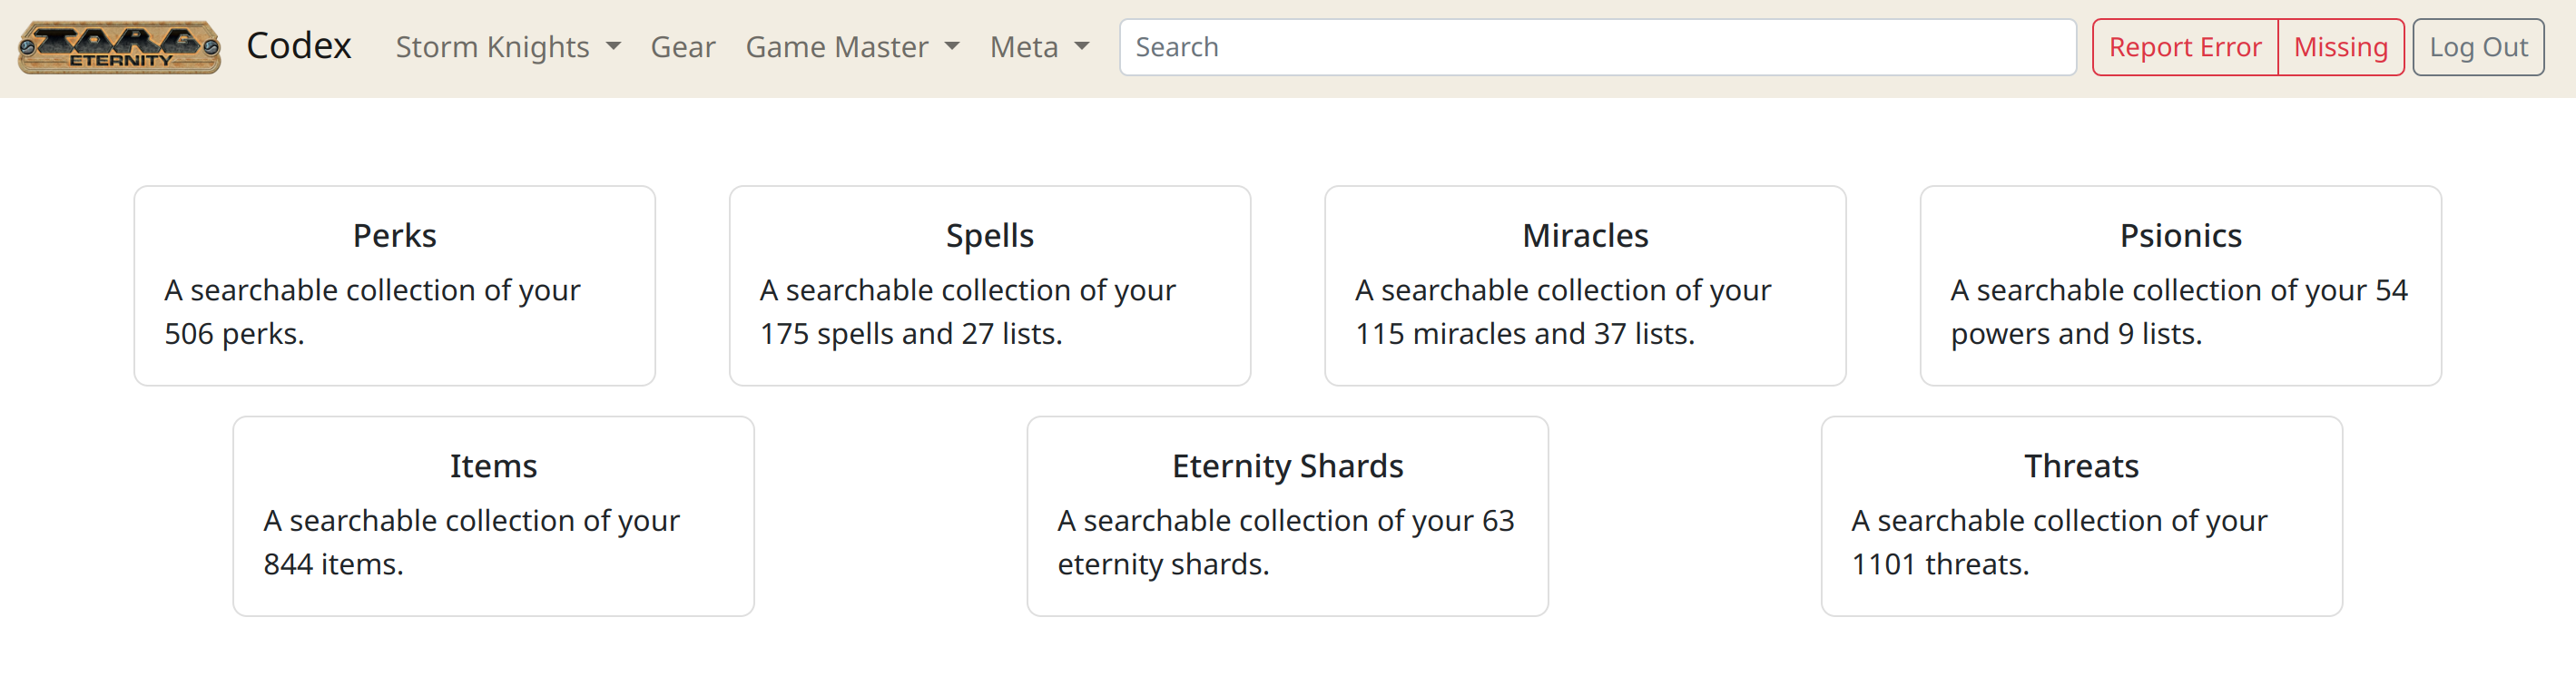 TORG
ETERNITY
Codex
Storm Knights
Gear
Game Master
Meta
Search
Report Error
Missing
Log Out
Perks
A searchable collection of your
506 perks.
Spells
A searchable collection of your
175 spells and 27 lists.
Miracles
A searchable collection of your
115 miracles and 37 lists.
Psionics
A searchable collection of your 54
powers and 9 lists.
Items
A searchable collection of your
844 items.
Eternity Shards
A searchable collection of your 63
eternity shards.
Threats
A searchable collection of your
1101 threats.